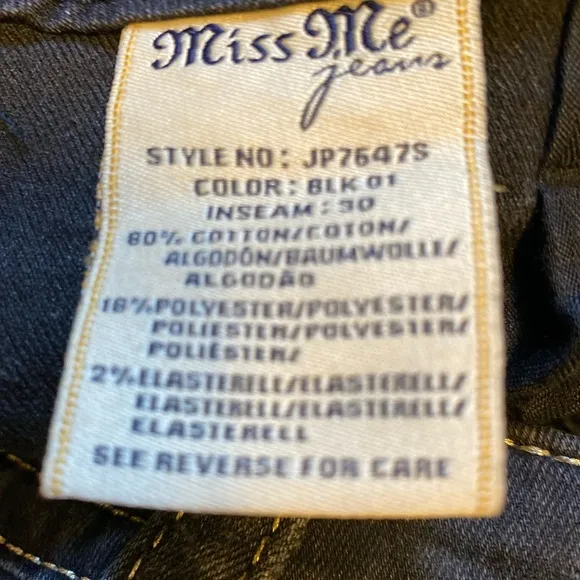 Miss Me®
jeans
STYLE NO: JP7647S
COLOR: BLK 01
INSEAM: 30
80% COTTON/COTON/
ALGODÓN/BAUMWOLLE/
ALGODÃO
18% POLYESTER/POLYESTER/
POLIESTER/POLYESTER/
POLIÉSTER/
2% ELASTERELL/ELASTERELL/
ELASTERELL/ELASTERELL/
ELASTERELL
SEE REVERSE FOR CARE